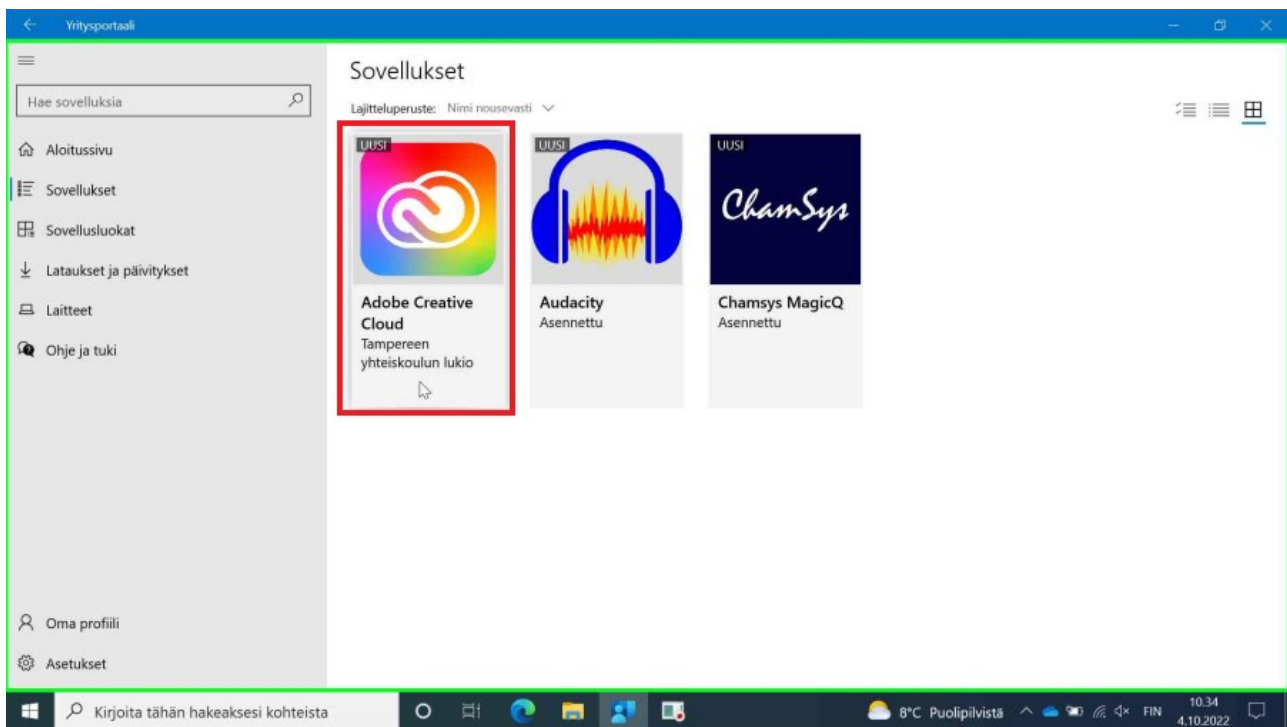 Yritysportaali
Hae sovelluksia
Aloitussivu
Sovellukset
Sovellusluokat
Lataukset ja päivitykset
Laitteet
Ohje ja tuki
Oma profiili
Asetukset
Sovellukset
Lajitteluperuste: Nimi nousevasti
UUSI
Adobe Creative
Cloud
Tampereen
yhteiskoulun lukio
UUSI
Audacity
Asennettu
UUSI
ChamSys
Chamsys MagicQ
Asennettu
Kirjoita tähän hakeaksesi kohteista
8°C Puolipilvistä
FIN
10.34
4.10.2022